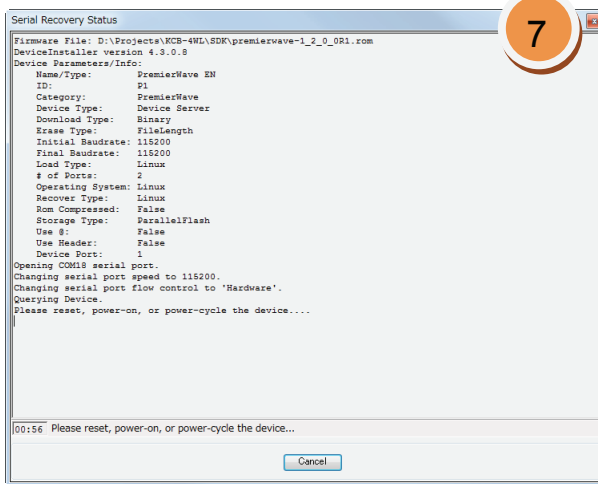 Serial Recovery Status
7
Firmware File: D:\Projects\KCB-4WL\SDK\premierwave-1_2_0_0R1.rom
DeviceInstaller version 4.3.0.8
Device Parameters/Info:
Name/Type: PremierWave EN
ID: P1
Category: PremierWave
Device Type: Device Server
Download Type: Binary
Erase Type: FileLength
Initial Baudrate: 115200
Final Baudrate: 115200
Load Type: Linux
# of Ports: 2
Operating System: Linux
Recover Type: Linux
Rom Compressed: False
Storage Type: ParallelFlash
Use @: False
Use Header: False
Device Port: 1
Opening COM18 serial port.
Changing serial port speed to 115200.
Changing serial port flow control to 'Hardware'.
Querying Device.
Please reset, power-on, or power-cycle the device....
00:56 Please reset, power-on, or power-cycle the device...
Cancel